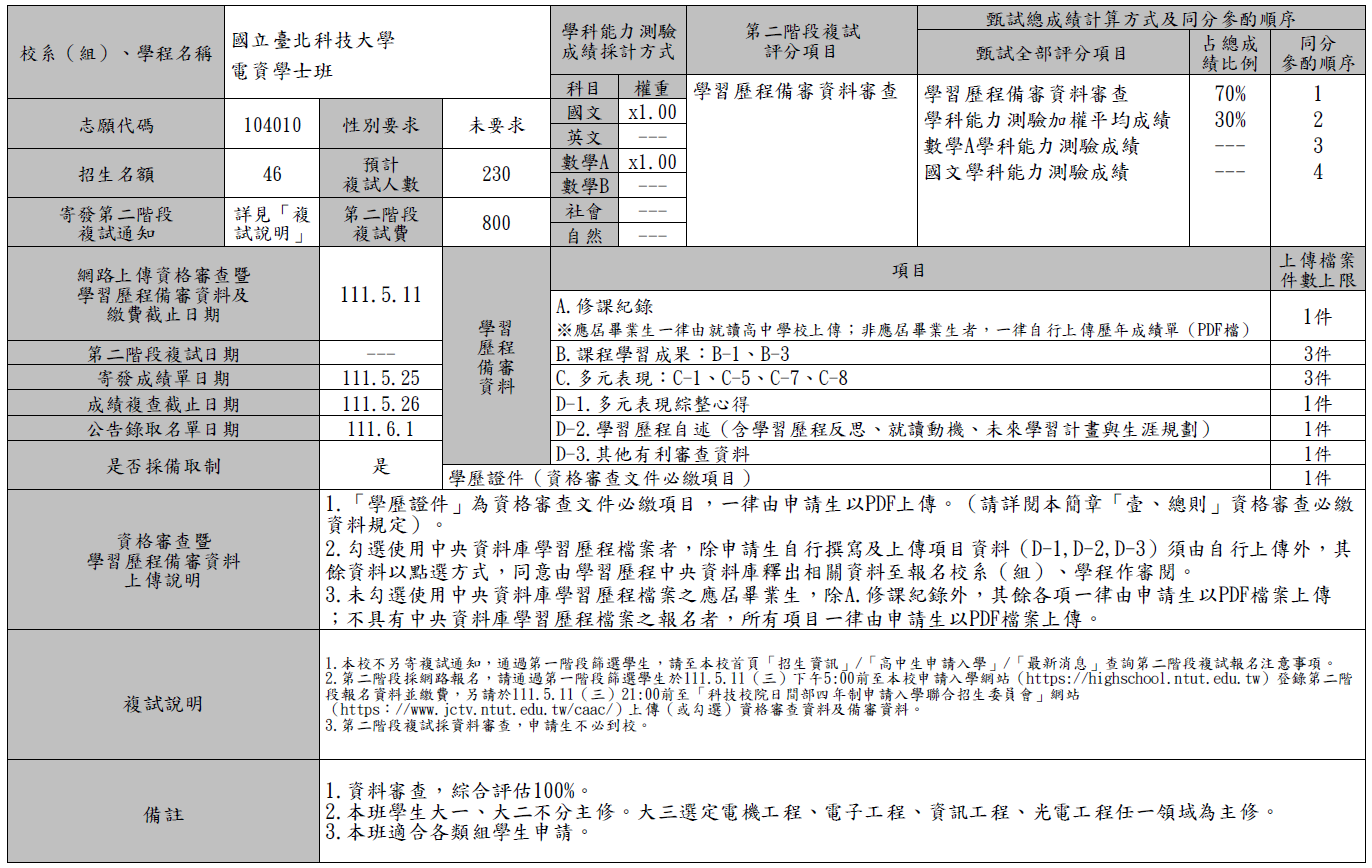 校系（組）、學程名稱
國立臺北科技大學
電資學士班
學科能力測驗
成績採計方式
第二階段複試
評分項目
甄試總成績計算方式及同分參酌順序
甄試全部評分項目
占總成
績比例
同分
參酌順序
科目 權重
國文 x1.00
英文 ---
數學A x1.00
數學B ---
社會 ---
自然 ---
學習歷程備審資料審查
學習歷程備審資料審查 70% 1
學科能力測驗加權平均成績 30% 2
數學A學科能力測驗成績 --- 3
國文學科能力測驗成績 --- 4
志願代碼 104010 性別要求 未要求
招生名額 46 預計
複試人數 230
寄發第二階段
複試通知
詳見「複
試說明」
第二階段
複試費
800
網路上傳資格審查暨
學習歷程備審資料及
繳費截止日期
111.5.11
第二階段複試日期 ---
寄發成績單日期 111.5.25
成績複查截止日期 111.5.26
公告錄取名單日期 111.6.1
是否採備取制 是
學習
歷程
備審
資料
項目
上傳檔案
件數上限
A.修課紀錄
※應屆畢業生一律由就讀高中學校上傳；非應屆畢業生者，一律自行上傳歷年成績單（PDF檔）
1件
B.課程學習成果：B-1、B-3 3件
C.多元表現：C-1、C-5、C-7、C-8 3件
D-1.多元表現綜整心得 1件
D-2.學習歷程自述（含學習歷程反思、就讀動機、未來學習計畫與生涯規劃） 1件
D-3.其他有利審查資料 1件
學歷證件（資格審查文件必繳項目） 1件
資格審查暨
學習歷程備審資料
上傳說明
1.「學歷證件」為資格審查文件必繳項目，一律由申請生以PDF上傳。（請詳閱本簡章「壹、總則」資格審查必繳
資料規定）。
2.勾選使用中央資料庫學習歷程檔案者，除申請生自行撰寫及上傳項目資料（D-1,D-2,D-3）須由自行上傳外，其
餘資料以點選方式，同意由學習歷程中央資料庫釋出相關資料至報名校系（組）、學程作審閱。
3.未勾選使用中央資料庫學習歷程檔案之應屆畢業生，除A.修課紀錄外，其餘各項一律由申請生以PDF檔案上傳
；不具有中央資料庫學習歷程檔案之報名者，所有項目一律由申請生以PDF檔案上傳。
複試說明
1.本校不另寄複試通知，通過第一階段篩選學生，請至本校首頁「招生資訊」/「高中生申請入學」/「最新消息」查詢第二階段複試報名注意事項。
2.第二階段採網路報名，請通過第一階段篩選學生於111.5.11（三）下午5:00前至本校申請入學網站（https://highschool.ntut.edu.tw）登錄第二階
段報名資料並繳費，另請於111.5.11（三）21:00前至「科技校院日間部四年制申請入學聯合招生委員會」網站
（https：//www.jctv.ntut.edu.tw/caac/）上傳（或勾選）資格審查資料及備審資料。
3.第二階段複試採資料審查，申請生不必到校。
備註
1.資料審查，綜合評估100%。
2.本班學生大一、大二不分主修。大三選定電機工程、電子工程、資訊工程、光電工程任一領域為主修。
3.本班適合各類組學生申請。